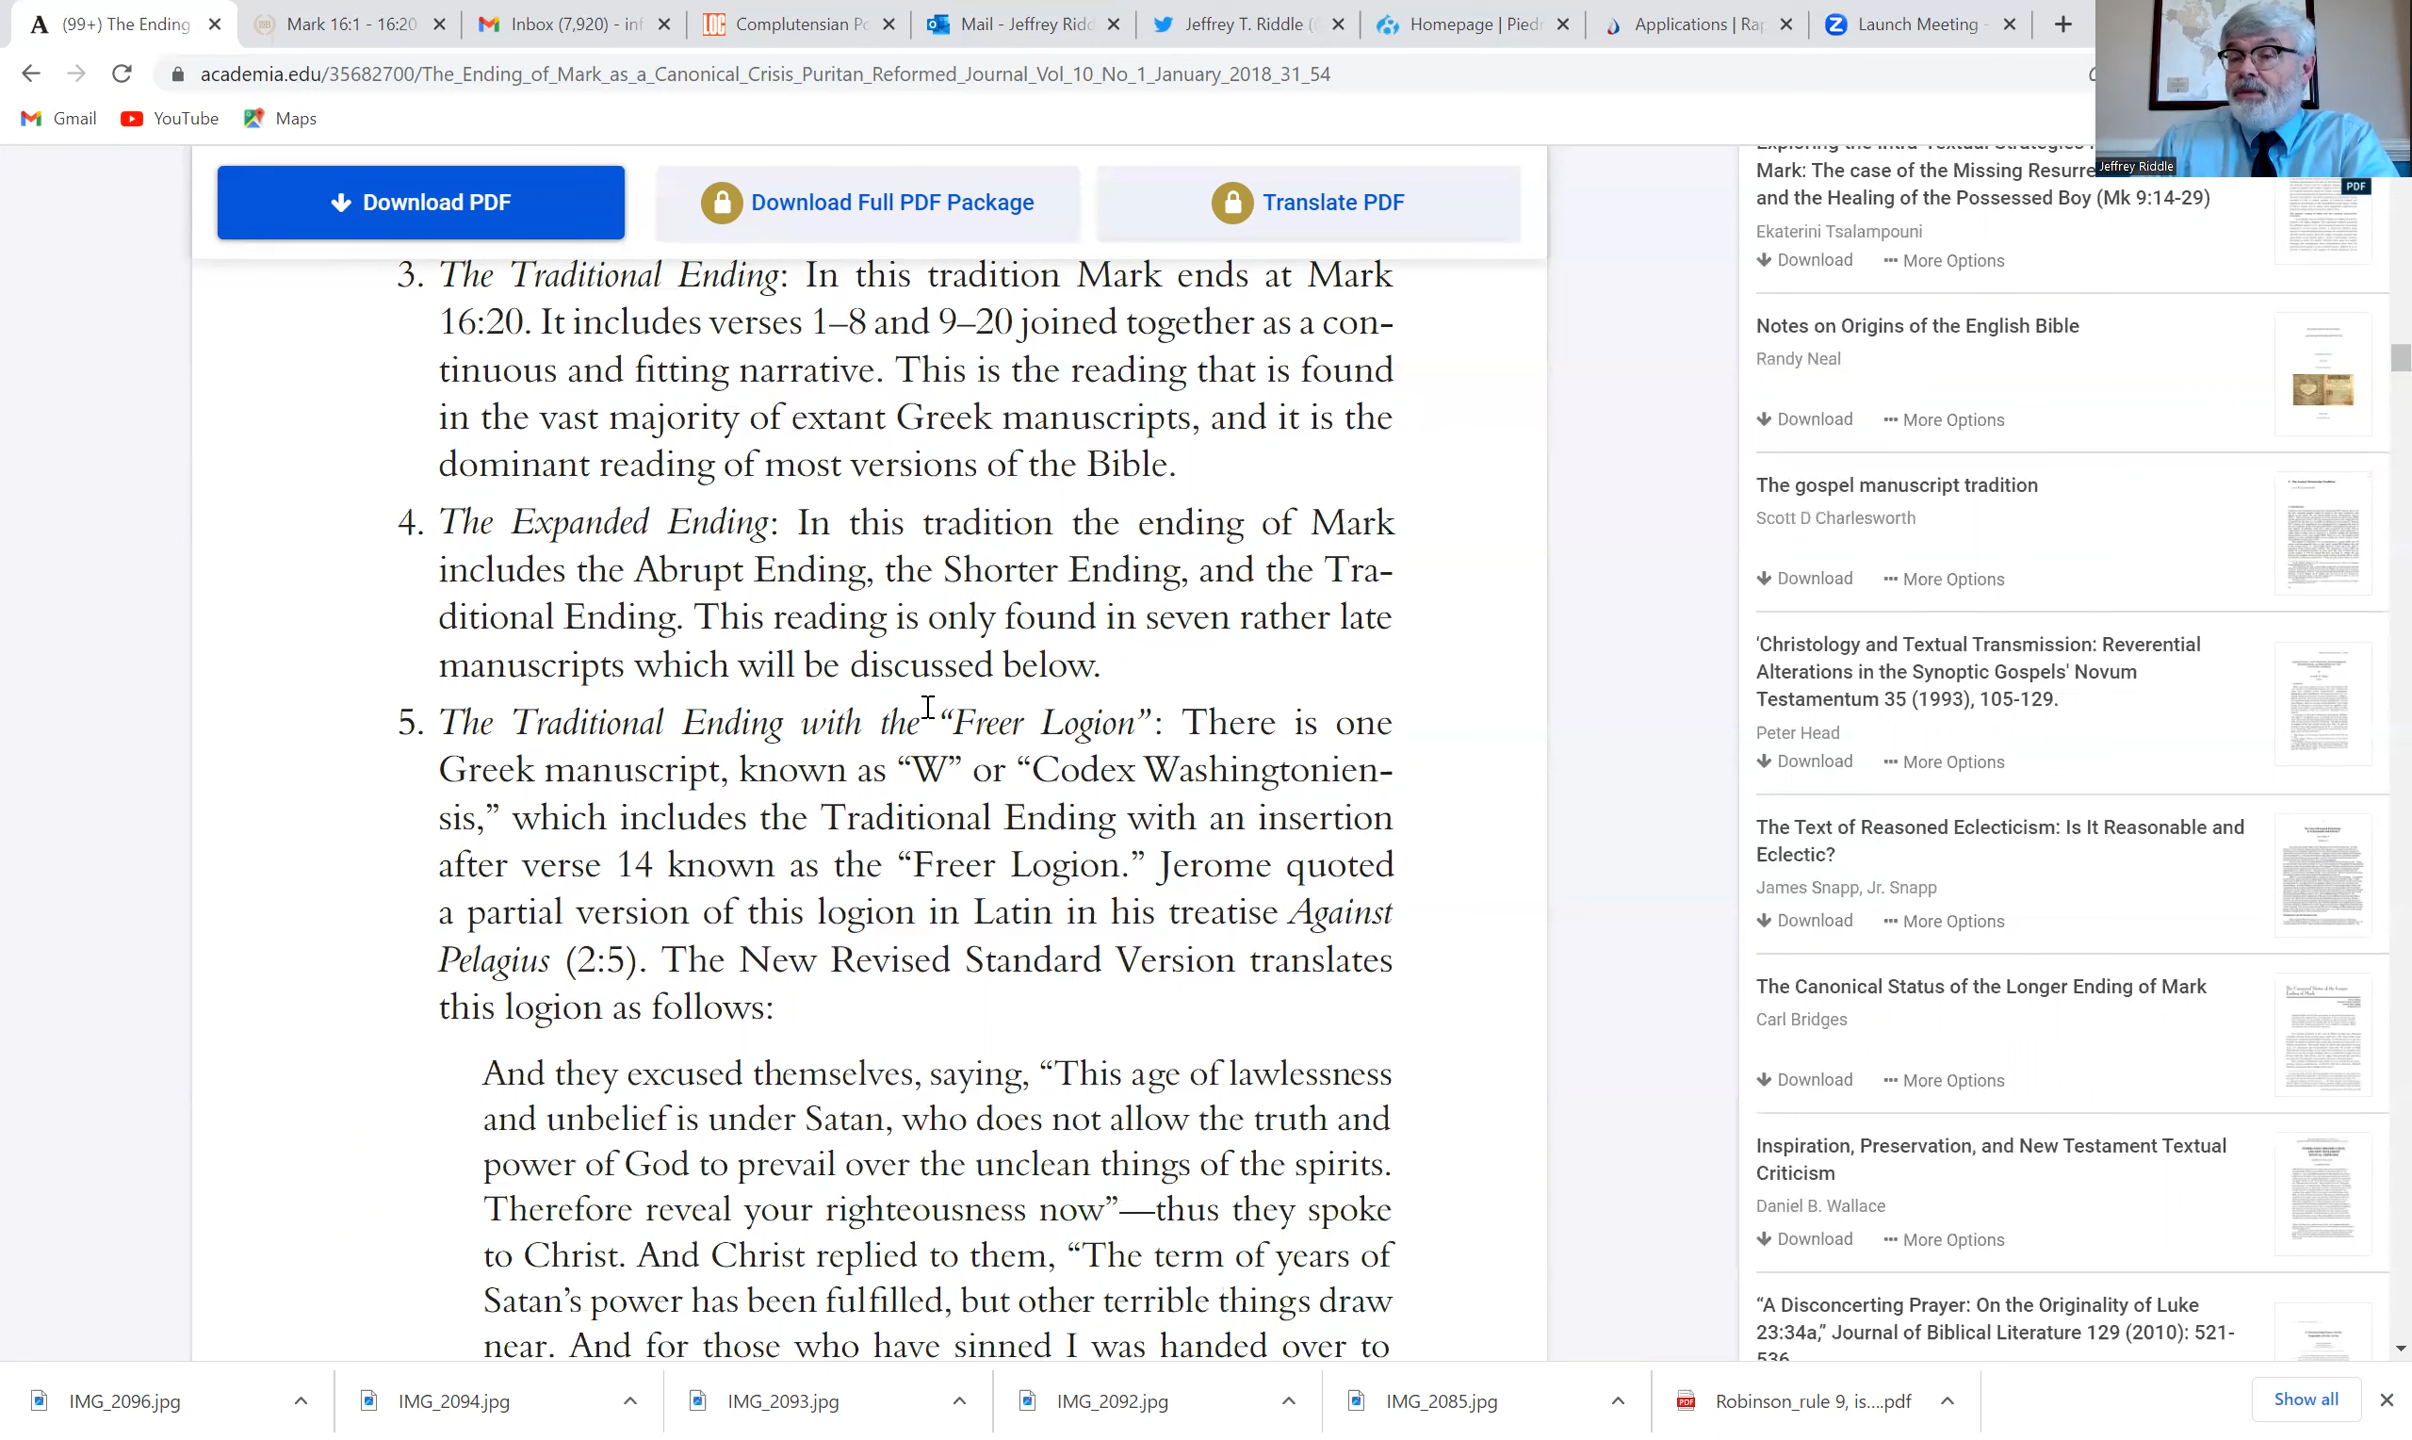 (99+) The Ending
Mark 16:1 - 16:20
Inbox (7,920) - inf
LOC
Complutensian Po
Mail - Jeffrey Ridd
Jeffrey T. Riddle (
Homepage | Piedr
Applications | Rap
Launch Meeting -
academia.edu/35682700/The_Ending_of_Mark_as_a_Canonical_Crisis_Puritan_Reformed_Journal_Vol_10_No_1_January_2018_31_54
Gmail
YouTube
Maps
Jeffrey Riddle
Download PDF
Download Full PDF Package
Translate PDF
3. The Traditional Ending: In this tradition Mark ends at Mark
16:20. It includes verses 1–8 and 9–20 joined together as a con-
tinuous and fitting narrative. This is the reading that is found
in the vast majority of extant Greek manuscripts, and it is the
dominant reading of most versions of the Bible.
4. The Expanded Ending: In this tradition the ending of Mark
includes the Abrupt Ending, the Shorter Ending, and the Tra-
ditional Ending. This reading is only found in seven rather late
manuscripts which will be discussed below.
5. The Traditional Ending with the “Freer Logion”: There is one
Greek manuscript, known as “W” or “Codex Washingtonien-
sis,” which includes the Traditional Ending with an insertion
after verse 14 known as the “Freer Logion.” Jerome quoted
a partial version of this logion in Latin in his treatise Against
Pelagius (2:5). The New Revised Standard Version translates
this logion as follows:
And they excused themselves, saying, “This age of lawlessness
and unbelief is under Satan, who does not allow the truth and
power of God to prevail over the unclean things of the spirits.
Therefore reveal your righteousness now”—thus they spoke
to Christ. And Christ replied to them, “The term of years of
Satan’s power has been fulfilled, but other terrible things draw
near. And for those who have sinned I was handed over to
Mark: The case of the Missing Resurre
and the Healing of the Possessed Boy (Mk 9:14-29)
Ekaterini Tsalampouni
Download
More Options
PDF
Notes on Origins of the English Bible
Randy Neal
Download
More Options
The gospel manuscript tradition
Scott D Charlesworth
Download
More Options
'Christology and Textual Transmission: Reverential
Alterations in the Synoptic Gospels' Novum
Testamentum 35 (1993), 105-129.
Peter Head
Download
More Options
The Text of Reasoned Eclecticism: Is It Reasonable and
Eclectic?
James Snapp, Jr. Snapp
Download
More Options
The Canonical Status of the Longer Ending of Mark
Carl Bridges
Download
More Options
Inspiration, Preservation, and New Testament Textual
Criticism
Daniel B. Wallace
Download
More Options
“A Disconcerting Prayer: On the Originality of Luke
23:34a,” Journal of Biblical Literature 129 (2010): 521-
536
IMG_2096.jpg
IMG_2094.jpg
IMG_2093.jpg
IMG_2092.jpg
IMG_2085.jpg
Robinson_rule 9, is....pdf
Show all